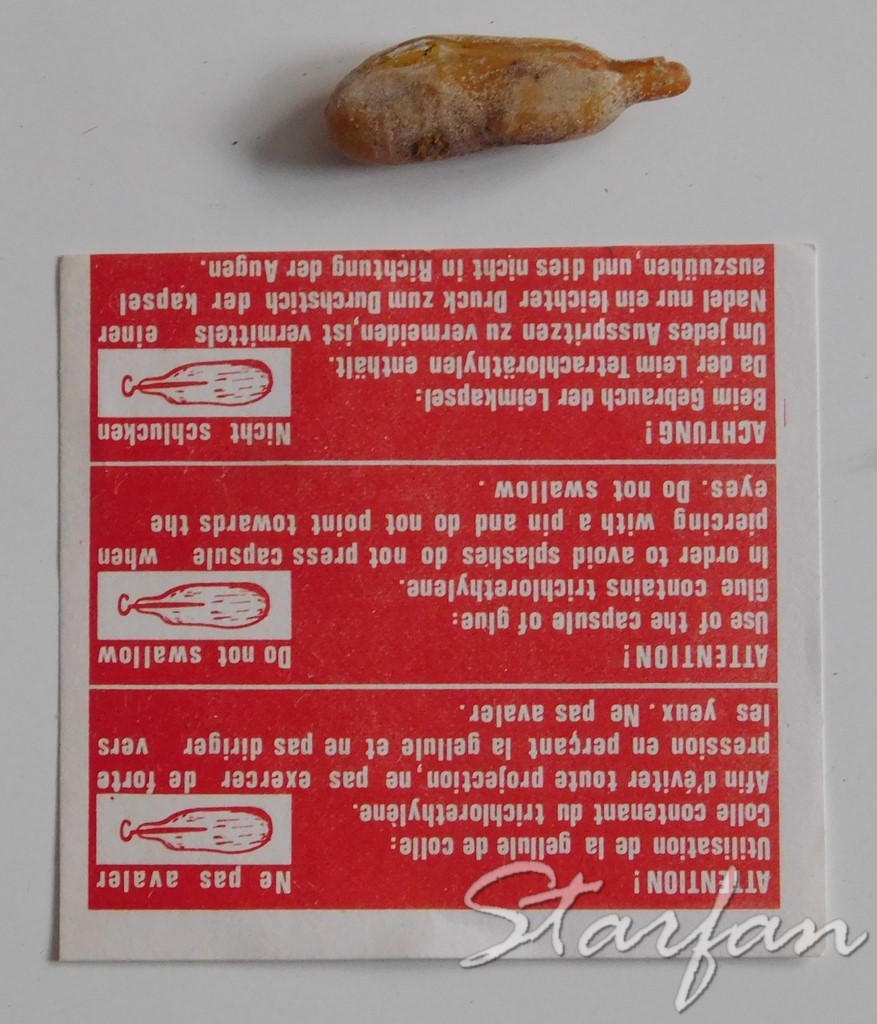 ATTENTION! Ne pas avaler
Utilisation de la gellule de colle:
Colle contenant du trichlorethylène.
Afin d'éviter toute projection, ne pas exercer de forte
pression en perçant la gellule et ne pas diriger vers
les yeux. Ne pas avaler.
ATTENTION! Do not swallow
Use of the capsule of glue:
Glue contains trichlorethylene.
In order to avoid splashes do not press capsule when
piercing with a pin and do not point towards the
eyes. Do not swallow.
ACHTUNG! Nicht schlucken
Beim Gebrauch der Leimkapsel:
Da der Leim Tetrachloräthylen enthält.
Um jedes Ausspritzen zu vermeiden, ist vermittels einer
Nadel nur ein leichter Druck zum Durchstich der kapsel
auszuüben, und dies nicht in Richtung der Augen.
Starfan